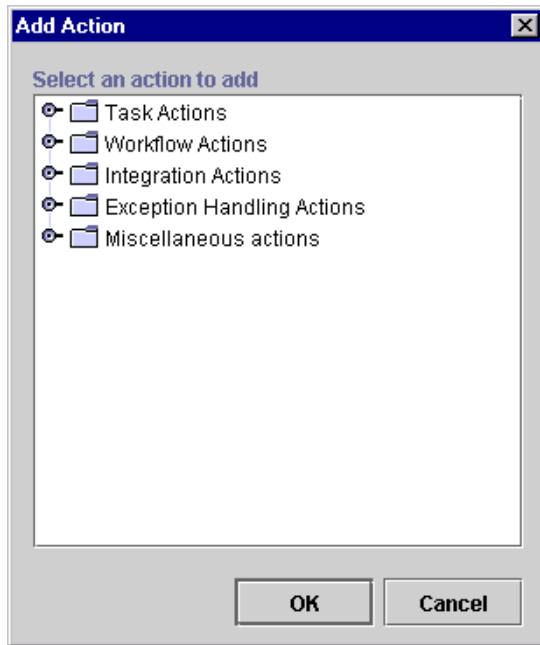 Add Action
Select an action to add
Task Actions
Workflow Actions
Integration Actions
Exception Handling Actions
Miscellaneous actions
OK
Cancel